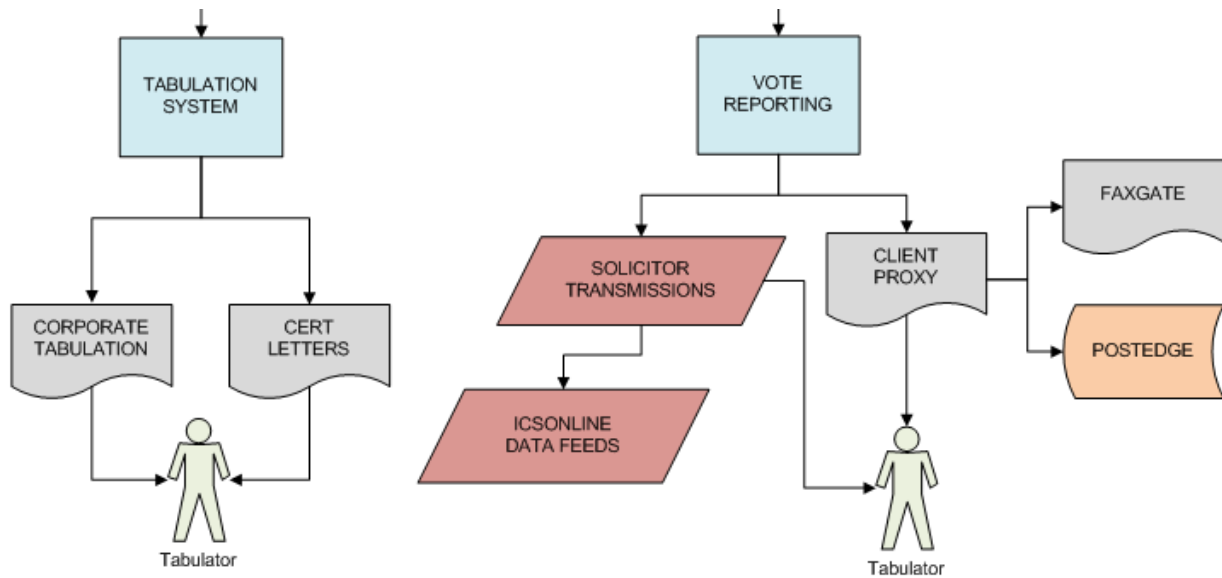 TABULATION
SYSTEM
VOTE
REPORTING
FAXGATE
SOLICITOR
TRANSMISSIONS
CLIENT
PROXY
CORPORATE
TABULATION
CERT
LETTERS
POSTEDGE
ICSONLINE
DATA FEEDS
Tabulator
Tabulator